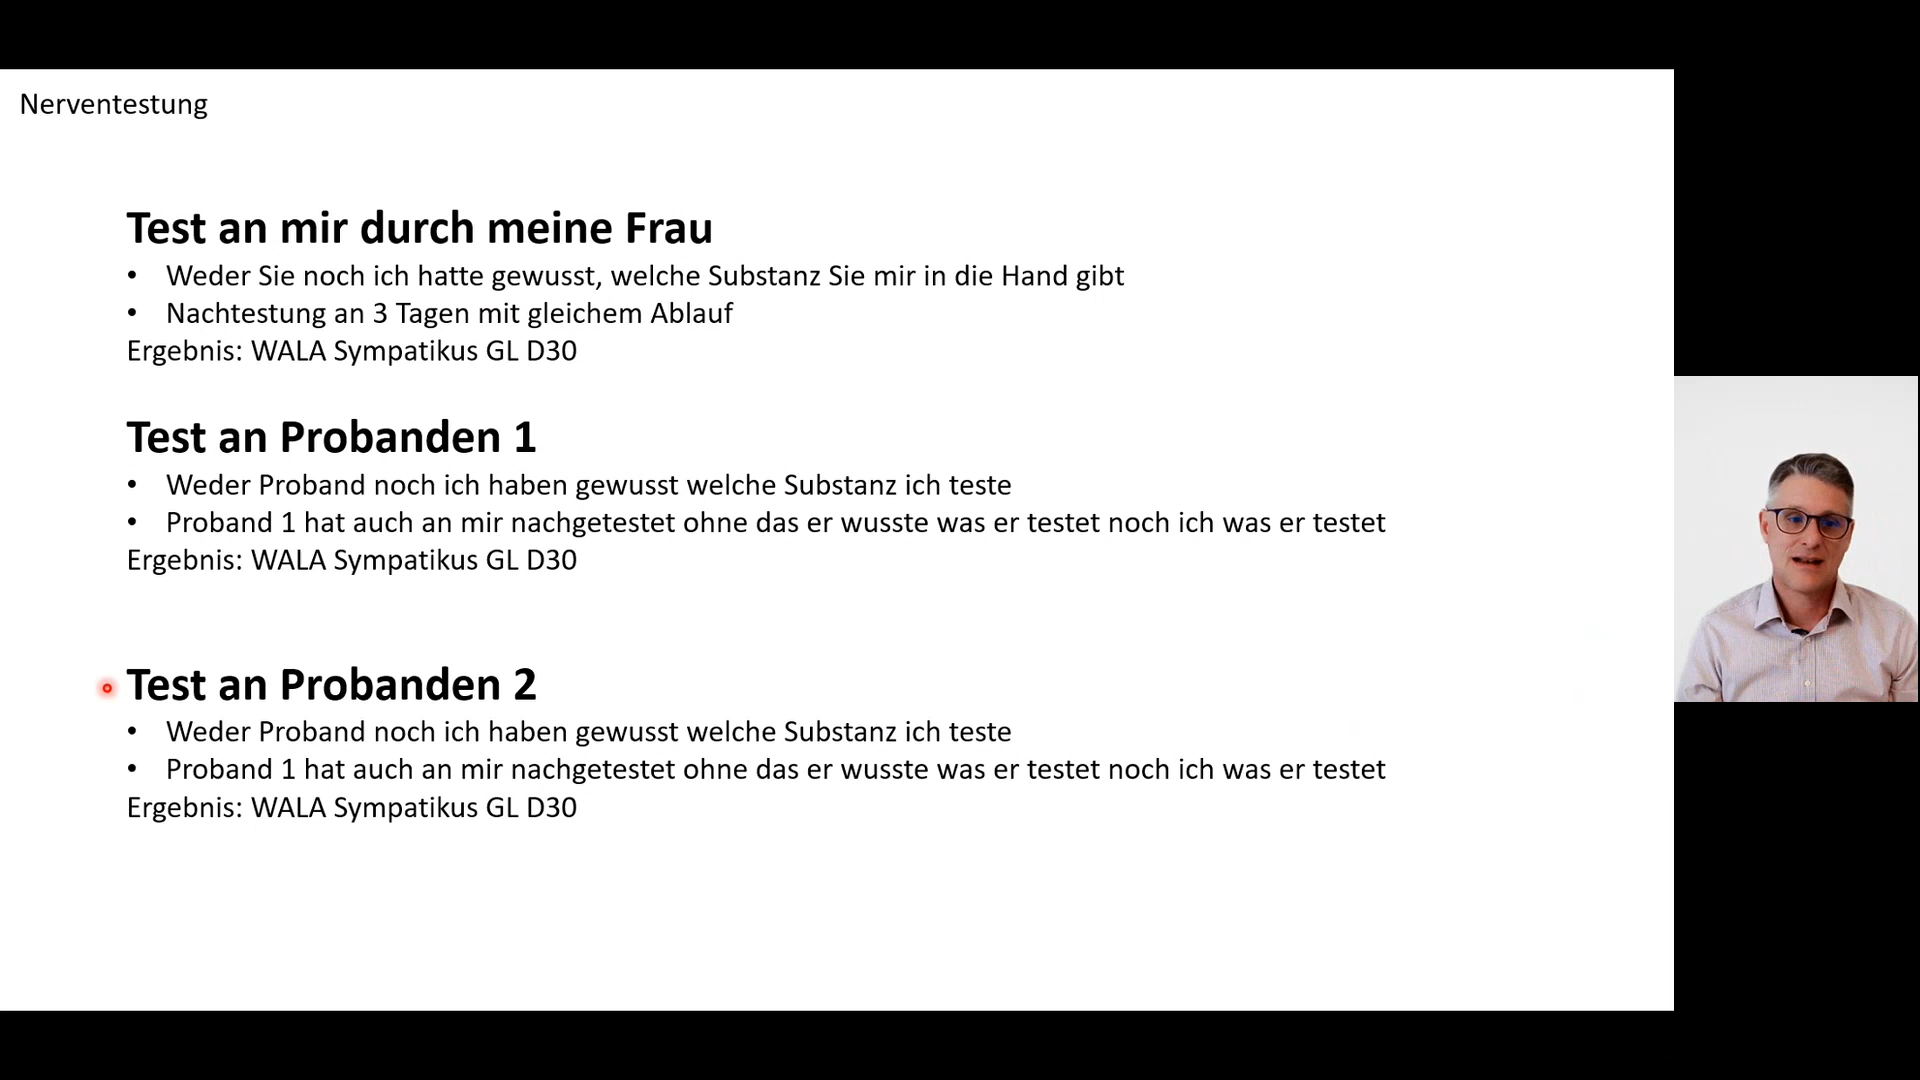 Nerventestung
Test an mir durch meine Frau
• Weder Sie noch ich hatte gewusst, welche Substanz Sie mir in die Hand gibt
• Nachtestung an 3 Tagen mit gleichem Ablauf
Ergebnis: WALA Sympatikus GL D30
Test an Probanden 1
• Weder Proband noch ich haben gewusst welche Substanz ich teste
• Proband 1 hat auch an mir nachgetestet ohne das er wusste was er testet noch ich was er testet
Ergebnis: WALA Sympatikus GL D30
Test an Probanden 2
• Weder Proband noch ich haben gewusst welche Substanz ich teste
• Proband 1 hat auch an mir nachgetestet ohne das er wusste was er testet noch ich was er testet
Ergebnis: WALA Sympatikus GL D30